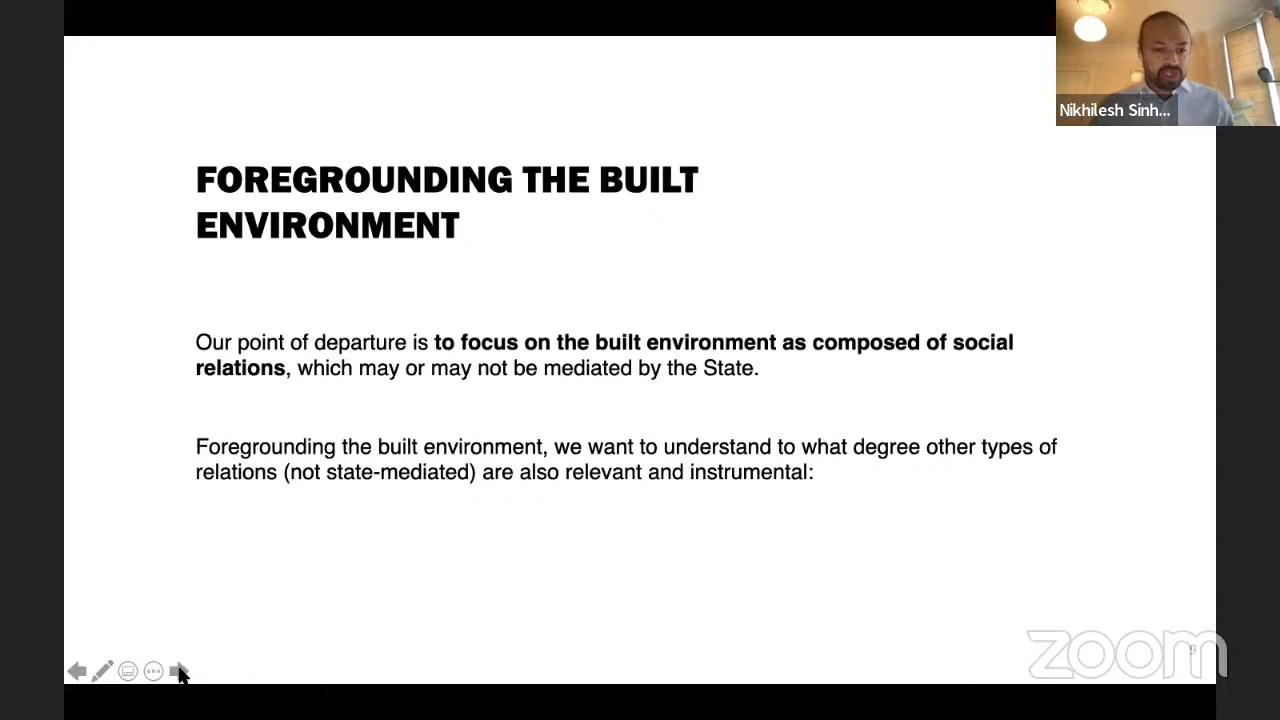 Nikhilesh Sinh...
FOREGROUNDING THE BUILT
ENVIRONMENT
Our point of departure is to focus on the built environment as composed of social
relations, which may or may not be mediated by the State.
Foregrounding the built environment, we want to understand to what degree other types of
relations (not state-mediated) are also relevant and instrumental:
zoom
9